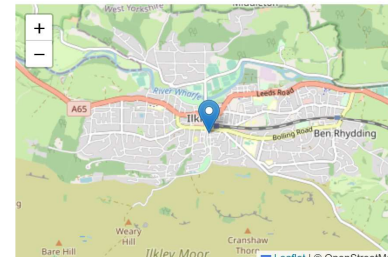 West Yorkshire
Middleton
+
−
River Wharfe
Leeds Road
A65
Bolling Road
Ben Rhydding
Weary
Hill
Cranshaw
Thorn
Bare Hill
Ilkley Moor
Leaflet | © OpenStreetM